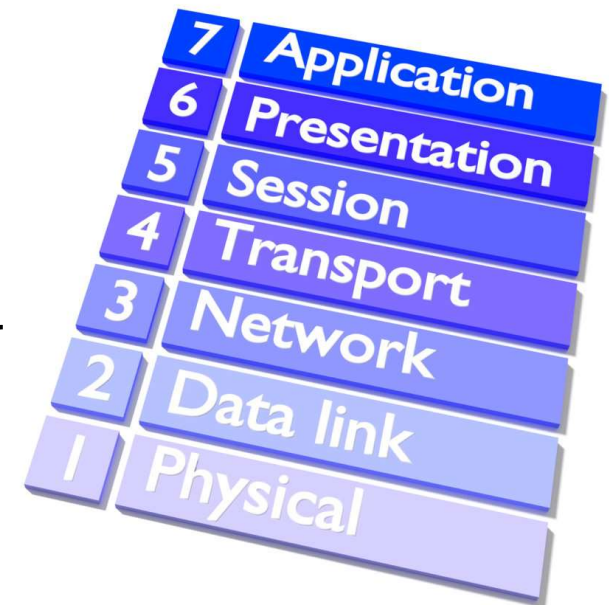 7 Application
6 Presentation
5 Session
4 Transport
3 Network
2 Data link
1 Physical